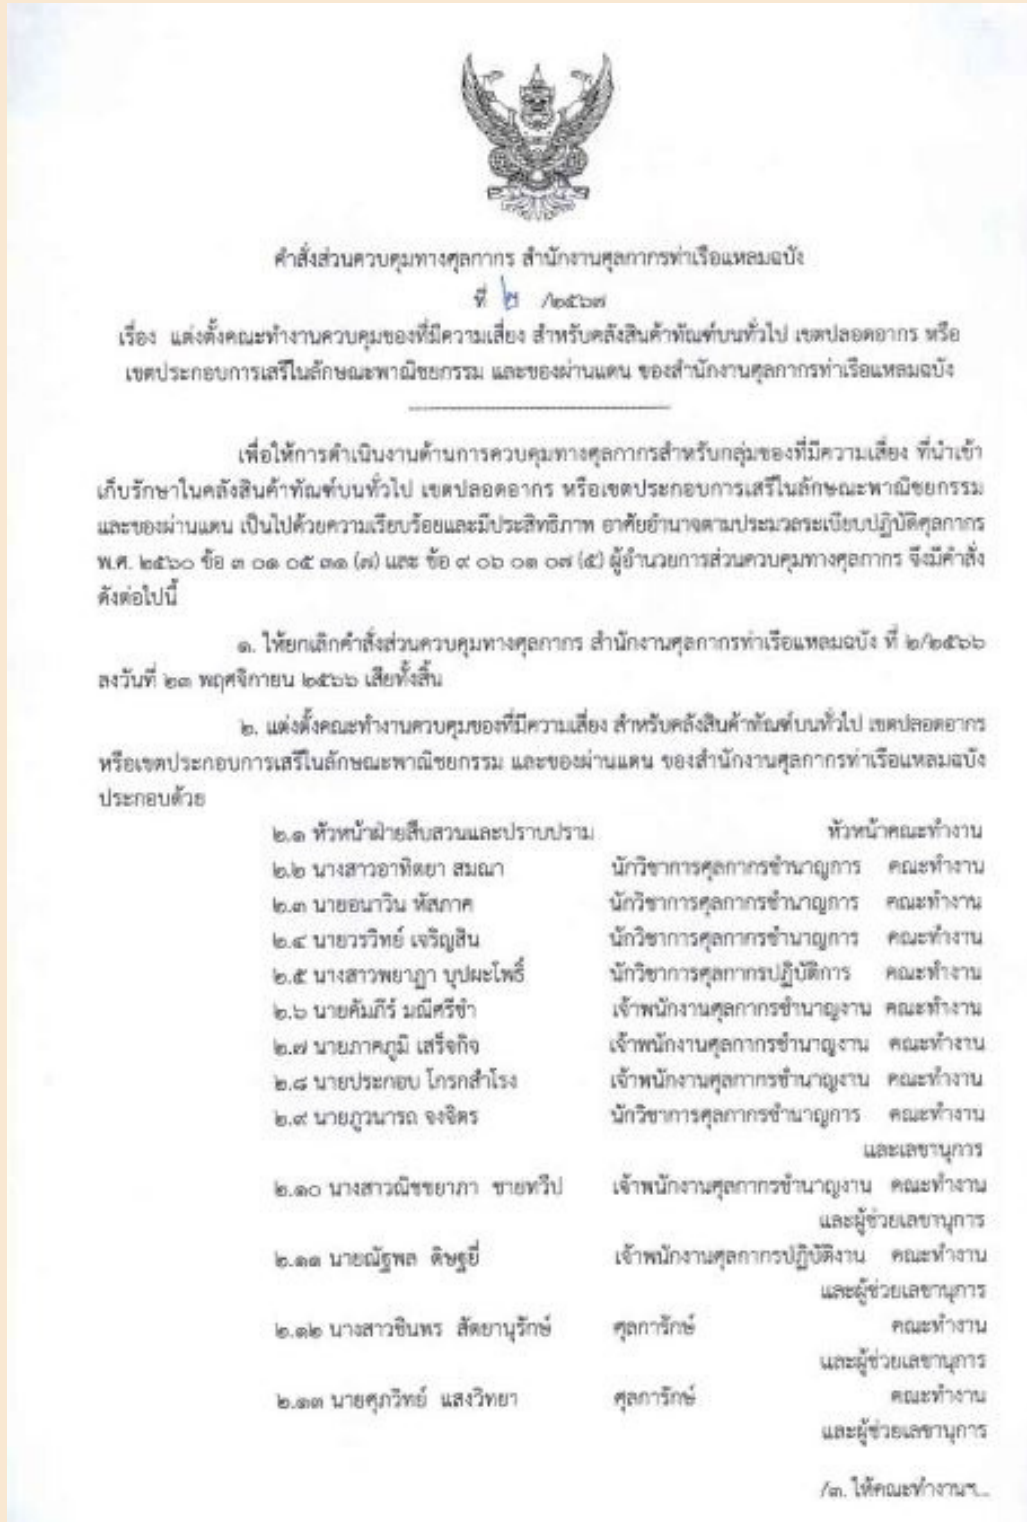 คำสั่งส่วนควบคุมทางศุลกากร สำนักงานศุลกากรท่าเรือแหลมฉบัง
ที่ ๒ /๒๕๖๗
เรื่อง แต่งตั้งคณะทำงานควบคุมของที่มีความเสี่ยง สำหรับคลังสินค้าทัณฑ์บนทั่วไป เขตปลอดอากร หรือ
เขตประกอบการเสรีในลักษณะพาณิชยกรรม และของผ่านแดน ของสำนักงานศุลกากรท่าเรือแหลมฉบัง
เพื่อให้การดำเนินงานด้านการควบคุมทางศุลกากรสำหรับกลุ่มของที่มีความเสี่ยง ที่นำเข้า
เก็บรักษาในคลังสินค้าทัณฑ์บนทั่วไป เขตปลอดอากร หรือเขตประกอบการเสรีในลักษณะพาณิชยกรรม
และของผ่านแดน เป็นไปด้วยความเรียบร้อยและมีประสิทธิภาพ อาศัยอำนาจตามประมวลระเบียบปฏิบัติศุลกากร
พ.ศ. ๒๕๖๐ ข้อ ๓ ๐๑ ๐๕ ๓๑ (๗) และ ข้อ ๙ ๐๖ ๐๑ ๐๗ (๕) ผู้อำนวยการส่วนควบคุมทางศุลกากร จึงมีคำสั่ง
ดังต่อไปนี้
๑. ให้ยกเลิกคำสั่งส่วนควบคุมทางศุลกากร สำนักงานศุลกากรท่าเรือแหลมฉบัง ที่ ๒/๒๕๖๖
ลงวันที่ ๒๓ พฤศจิกายน ๒๕๖๖ เสียทั้งสิ้น
๒. แต่งตั้งคณะทำงานควบคุมของที่มีความเสี่ยง สำหรับคลังสินค้าทัณฑ์บนทั่วไป เขตปลอดอากร
หรือเขตประกอบการเสรีในลักษณะพาณิชยกรรม และของผ่านแดน ของสำนักงานศุลกากรท่าเรือแหลมฉบัง
ประกอบด้วย
๒.๑ หัวหน้าฝ่ายสืบสวนและปราบปราม หัวหน้าคณะทำงาน
๒.๒ นางสาวอาทิตยา สมณา นักวิชาการศุลกากรชำนาญการ คณะทำงาน
๒.๓ นายอนาวิน หัสภาค นักวิชาการศุลกากรชำนาญการ คณะทำงาน
๒.๔ นายวรวิทย์ เจริญสิน นักวิชาการศุลกากรชำนาญการ คณะทำงาน
๒.๕ นางสาวพยาฎา บุปผะโพธิ์ นักวิชาการศุลกากรปฏิบัติการ คณะทำงาน
๒.๖ นายคัมภีร์ มณีศรีขำ เจ้าพนักงานศุลกากรชำนาญงาน คณะทำงาน
๒.๗ นายภาคภูมิ เสร็จกิจ เจ้าพนักงานศุลกากรชำนาญงาน คณะทำงาน
๒.๘ นายประกอบ โกรกสำโรง เจ้าพนักงานศุลกากรชำนาญงาน คณะทำงาน
๒.๙ นายภูวนารถ จงจิตร นักวิชาการศุลกากรชำนาญการ คณะทำงาน
และเลขานุการ
๒.๑๐ นางสาวณิชชยาภา ชายทวีป เจ้าพนักงานศุลกากรชำนาญงาน คณะทำงาน
และผู้ช่วยเลขานุการ
๒.๑๑ นายณัฐพล ดิษฐยี่ เจ้าพนักงานศุลกากรปฏิบัติงาน คณะทำงาน
และผู้ช่วยเลขานุการ
๒.๑๒ นางสาวชินพร สัตยานุรักษ์ ศุลการักษ์ คณะทำงาน
และผู้ช่วยเลขานุการ
๒.๑๓ นายศุภวิทย์ แสงวิทยา ศุลการักษ์ คณะทำงาน
และผู้ช่วยเลขานุการ
/๓. ให้คณะทำงานฯ...